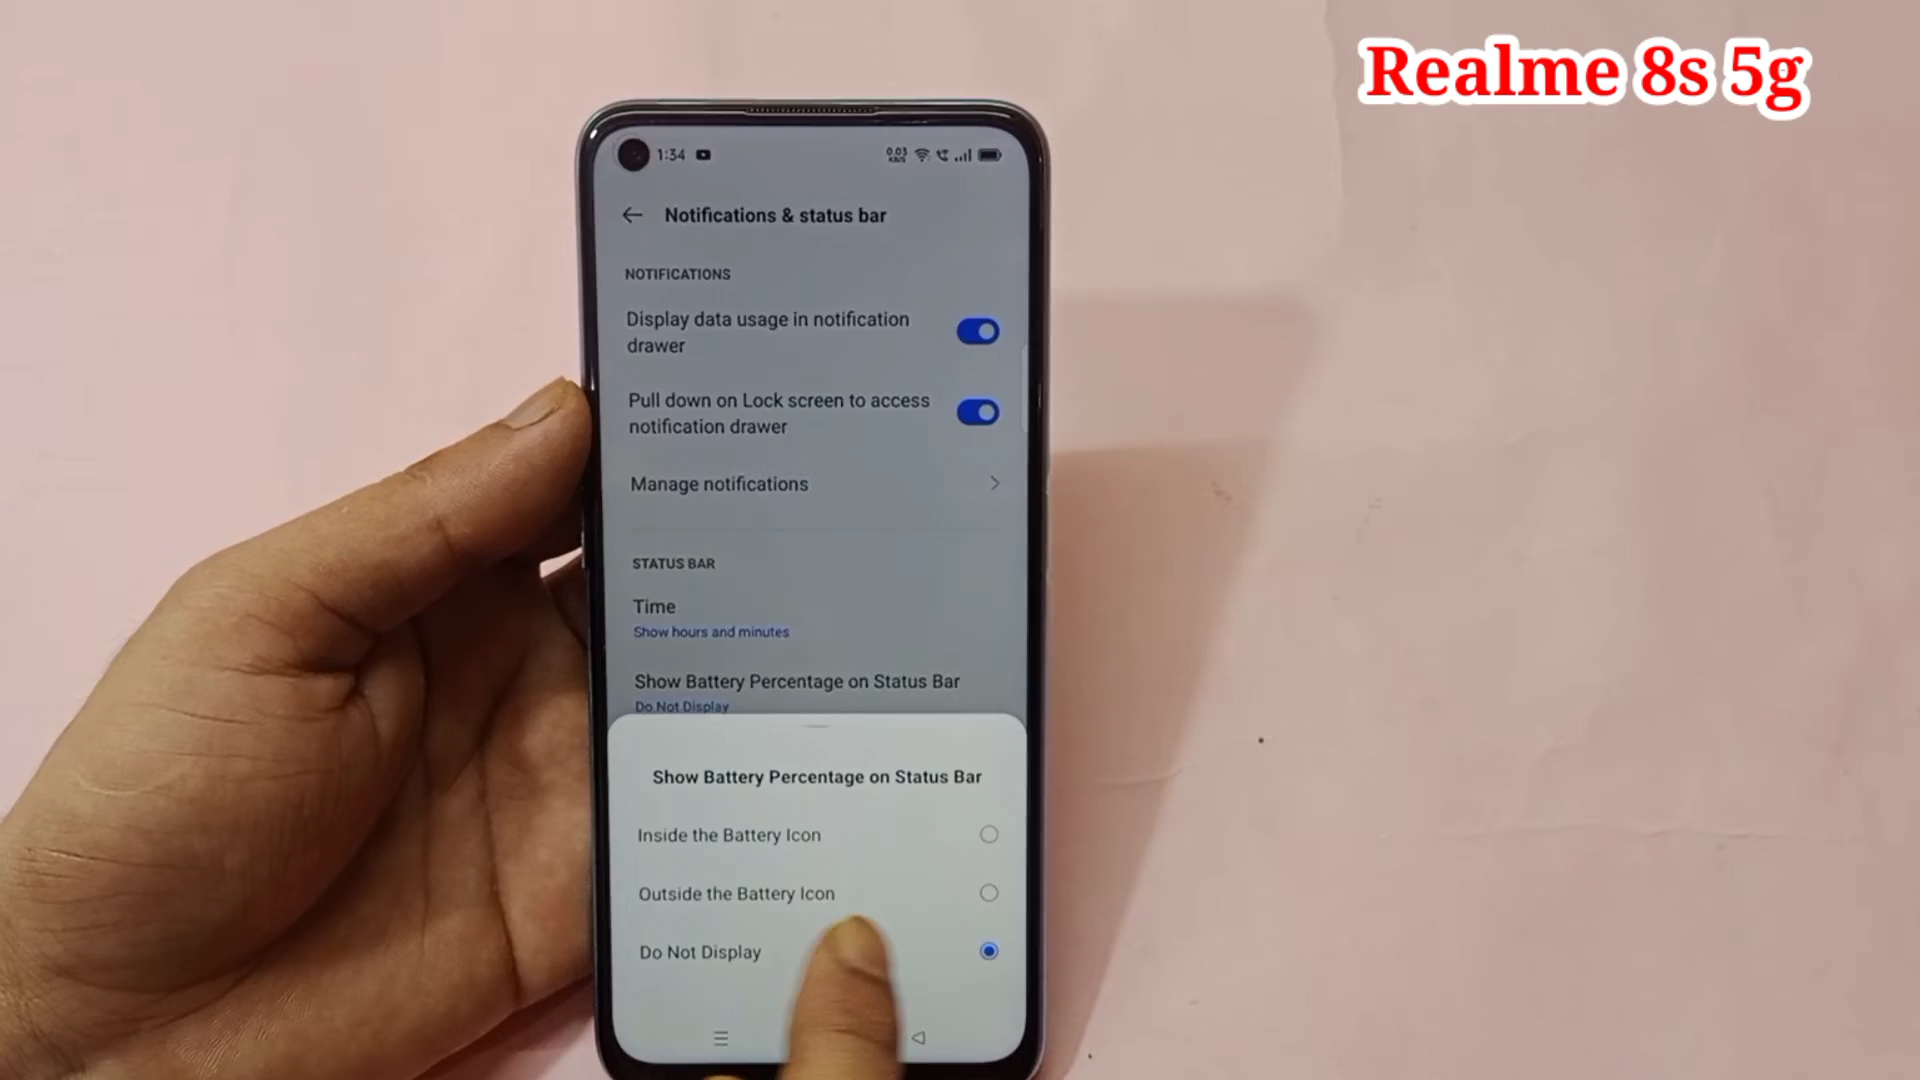 Realme 8s 5g
1:34
0.03
KB/S
Notifications & status bar
NOTIFICATIONS
Display data usage in notification
drawer
Pull down on Lock screen to access
notification drawer
Manage notifications
STATUS BAR
Time
Show hours and minutes
Show Battery Percentage on Status Bar
Do Not Display
Show Battery Percentage on Status Bar
Inside the Battery Icon
Outside the Battery Icon
Do Not Display